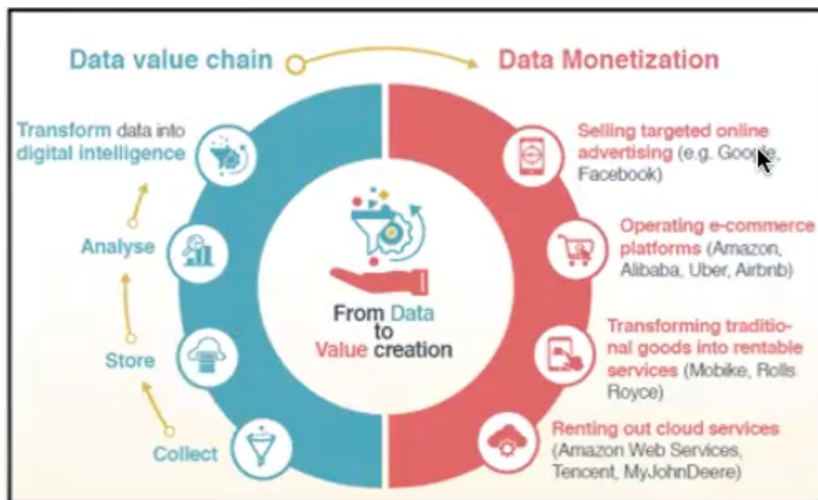 Data value chain
Data Monetization
Transform data into
digital intelligence
Analyse
Store
Collect
From Data
to
Value creation
Selling targeted online
advertising (e.g. Google,
Facebook)
Operating e-commerce
platforms (Amazon,
Alibaba, Uber, Airbnb)
Transforming traditio-
nal goods into rentable
services (Mobike, Rolls
Royce)
Renting out cloud services
(Amazon Web Services,
Tencent, MyJohnDeere)